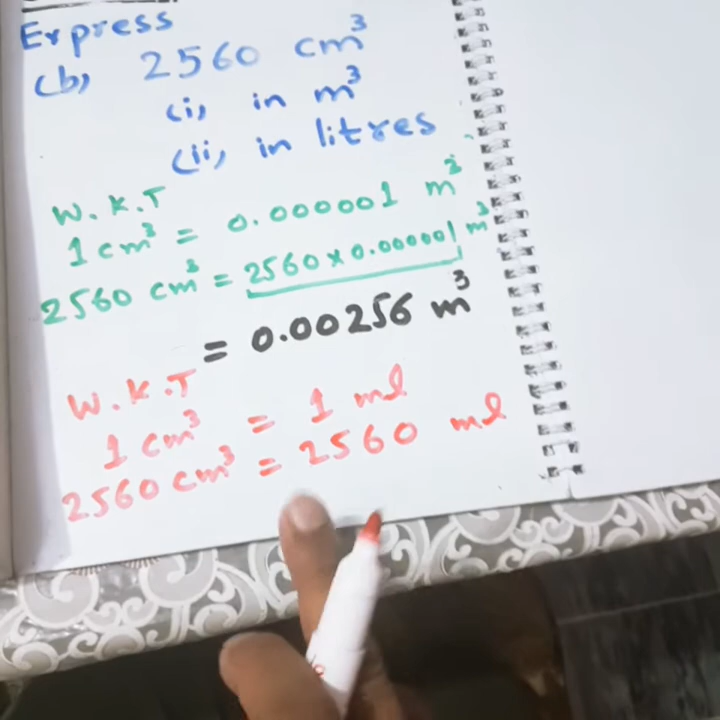 Express
(b) 2560 cm³
(i) in m³
(ii) in litres
W.K.T
1 cm³ = 0.000001 m³
2560 cm³ = 2560 × 0.000001 m³
= 0.00256 m³
W.K.T
1 cm³ = 1 ml
2560 cm³ = 2560 ml